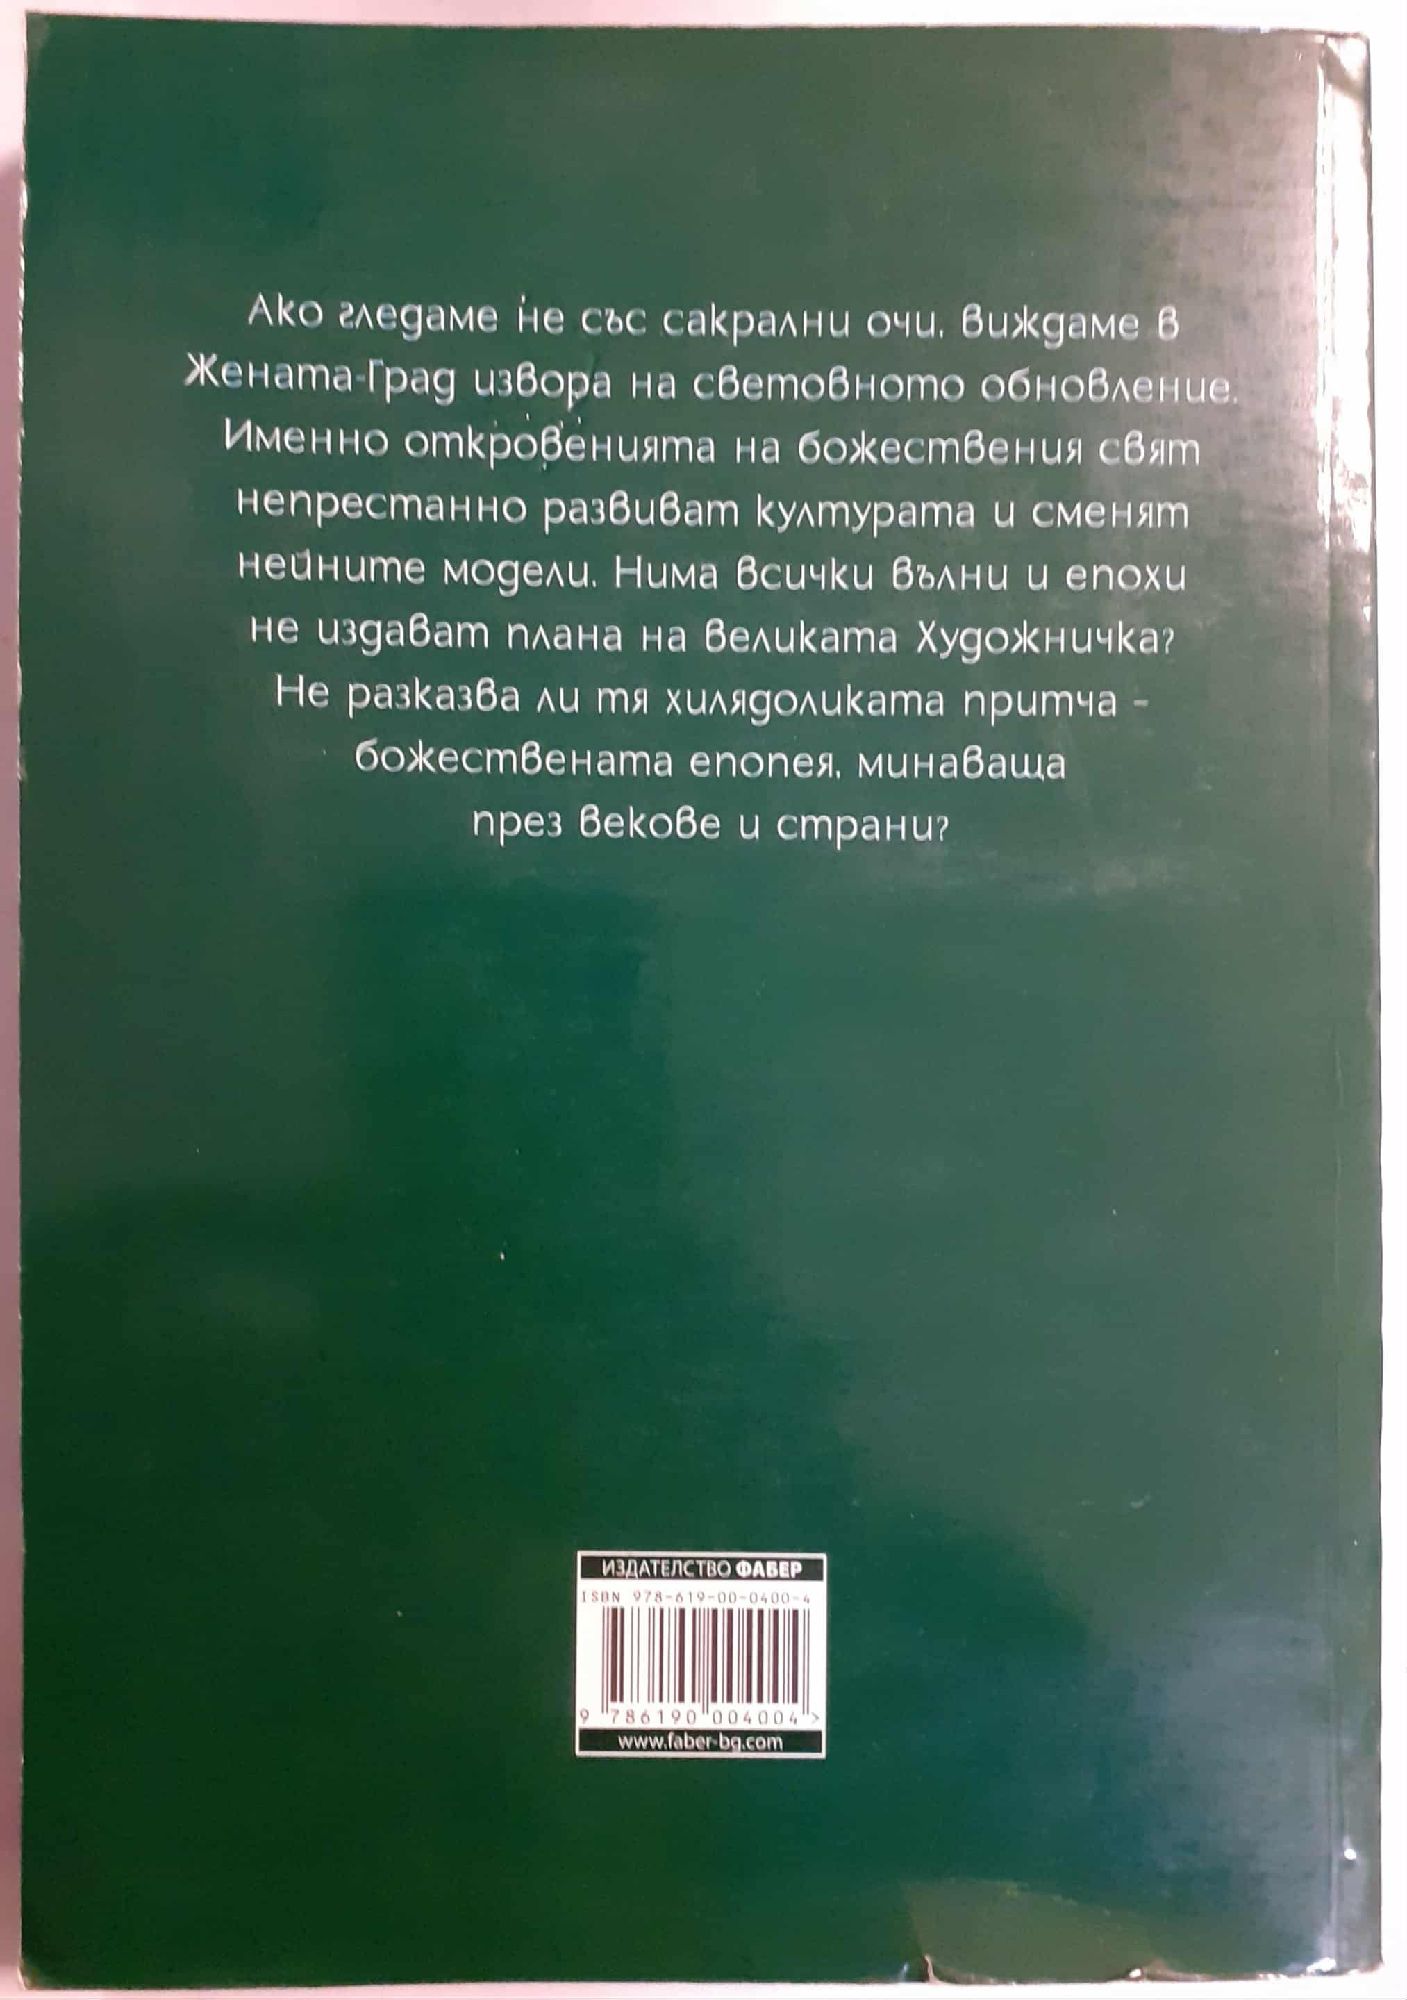 Ако гледаме не със сакрални очи, виждаме в
Жената-Град извора на световното обновление.
Именно откровенията на божествения свят
непрестанно развиват културата и сменят
нейните модели. Нима всички вълни и епохи
не издават плана на великата Художничка?
Не разказва ли тя хилядоликата притча -
божествената епопея, минаваща
през векове и страни?
ИЗДАТЕЛСТВО ФАБЕР
ISBN 978-619-00-0400-4
9 786190 004004 >
www.faber-bg.com